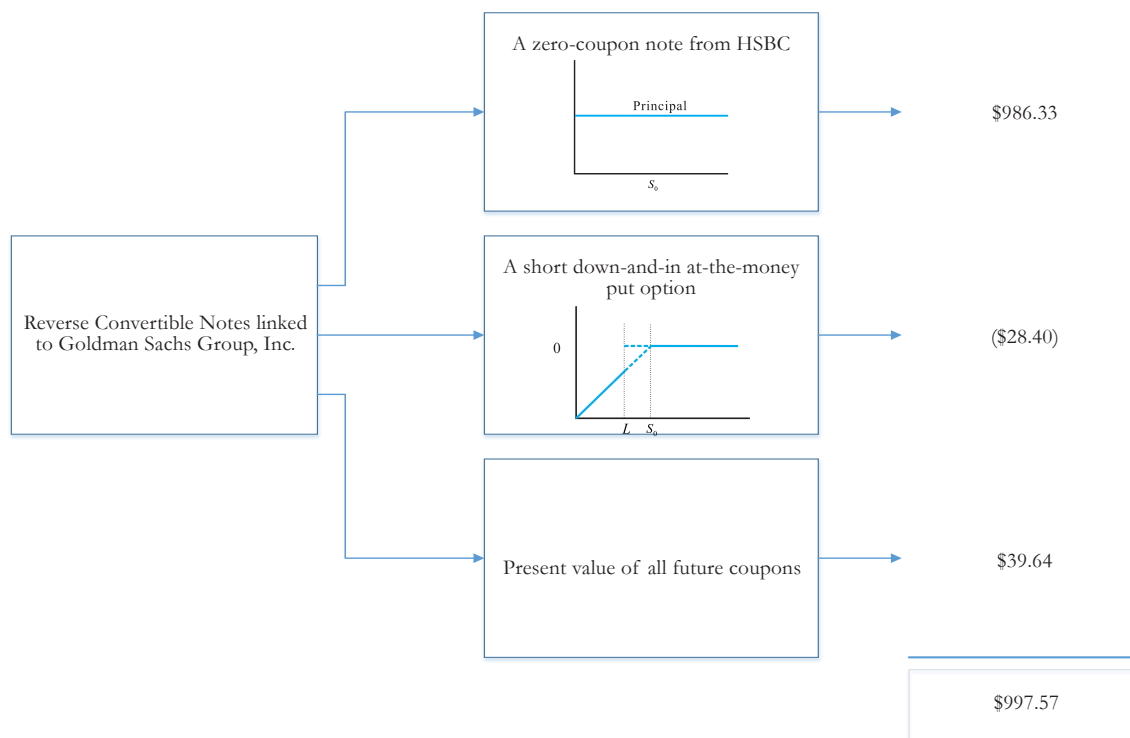 A zero-coupon note from HSBC
Principal
S₀
$986.33
Reverse Convertible Notes linked
to Goldman Sachs Group, Inc.
A short down-and-in at-the-money
put option
0
L S₀
($28.40)
Present value of all future coupons
$39.64
$997.57